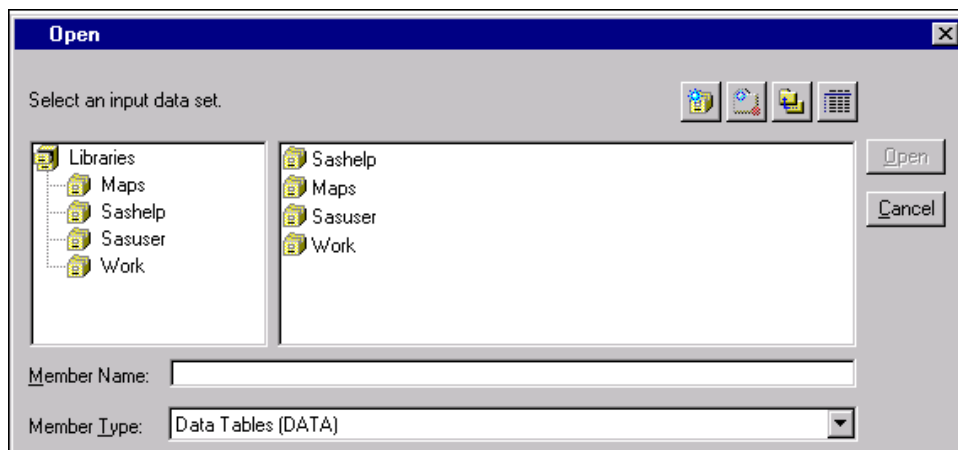 Open
Select an input data set.
Libraries
Maps
Sashelp
Sasuser
Work
Sashelp
Maps
Sasuser
Work
Open
Cancel
Member Name:
Member Type: Data Tables (DATA)